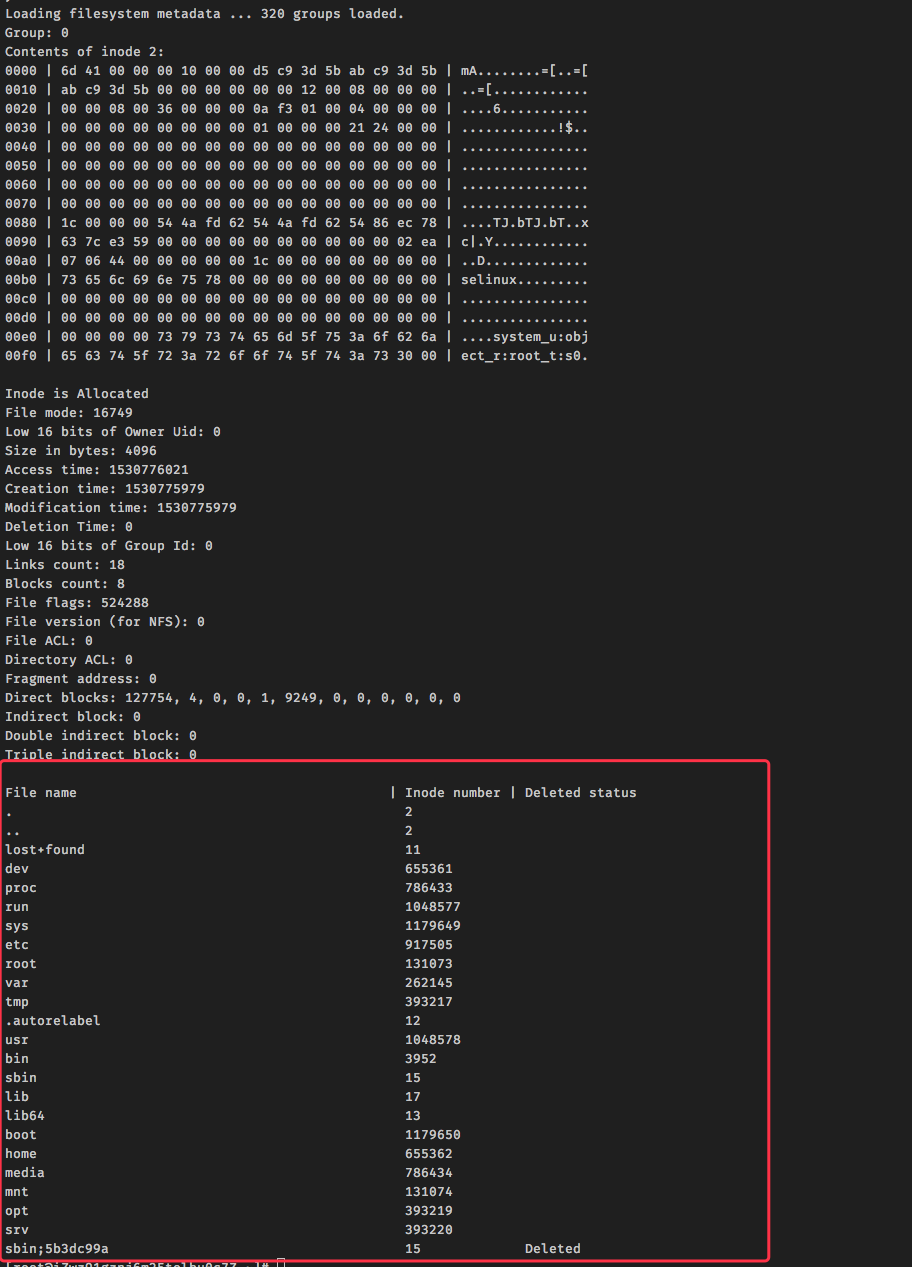 Loading filesystem metadata ... 320 groups loaded.
Group: 0
Contents of inode 2:
0000 | 6d 41 00 00 00 10 00 00 d5 c9 3d 5b ab c9 3d 5b | mA........=[..=[
0010 | ab c9 3d 5b 00 00 00 00 00 00 12 00 08 00 00 00 | ..=[............
0020 | 00 00 08 00 36 00 00 00 0a f3 01 00 04 00 00 00 | ....6...........
0030 | 00 00 00 00 00 00 00 00 01 00 00 00 21 24 00 00 | ............!$..
0040 | 00 00 00 00 00 00 00 00 00 00 00 00 00 00 00 00 | ................
0050 | 00 00 00 00 00 00 00 00 00 00 00 00 00 00 00 00 | ................
0060 | 00 00 00 00 00 00 00 00 00 00 00 00 00 00 00 00 | ................
0070 | 00 00 00 00 00 00 00 00 00 00 00 00 00 00 00 00 | ................
0080 | 1c 00 00 00 54 4a fd 62 54 4a fd 62 54 86 ec 78 | ....TJ.bTJ.bT..x
0090 | 63 7c e3 59 00 00 00 00 00 00 00 00 00 00 02 ea | c|.Y............
00a0 | 07 06 44 00 00 00 00 00 1c 00 00 00 00 00 00 00 | ..D.............
00b0 | 73 65 6c 69 6e 75 78 00 00 00 00 00 00 00 00 00 | selinux.........
00c0 | 00 00 00 00 00 00 00 00 00 00 00 00 00 00 00 00 | ................
00d0 | 00 00 00 00 00 00 00 00 00 00 00 00 00 00 00 00 | ................
00e0 | 00 00 00 00 73 79 73 74 65 6d 5f 75 3a 6f 62 6a | ....system_u:obj
00f0 | 65 63 74 5f 72 3a 72 6f 6f 74 5f 74 3a 73 30 00 | ect_r:root_t:s0.
Inode is Allocated
File mode: 16749
Low 16 bits of Owner Uid: 0
Size in bytes: 4096
Access time: 1530776021
Creation time: 1530775979
Modification time: 1530775979
Deletion Time: 0
Low 16 bits of Group Id: 0
Links count: 18
Blocks count: 8
File flags: 524288
File version (for NFS): 0
File ACL: 0
Directory ACL: 0
Fragment address: 0
Direct blocks: 127754, 4, 0, 0, 1, 9249, 0, 0, 0, 0, 0, 0
Indirect block: 0
Double indirect block: 0
Triple indirect block: 0
File name | Inode number | Deleted status
. 2
.. 2
lost+found 11
dev 655361
proc 786433
run 1048577
sys 1179649
etc 917505
root 131073
var 262145
tmp 393217
.autorelabel 12
usr 1048578
bin 3952
sbin 15
lib 17
lib64 13
boot 1179650
home 655362
media 786434
mnt 131074
opt 393219
srv 393220
sbin;5b3dc99a 15 Deleted